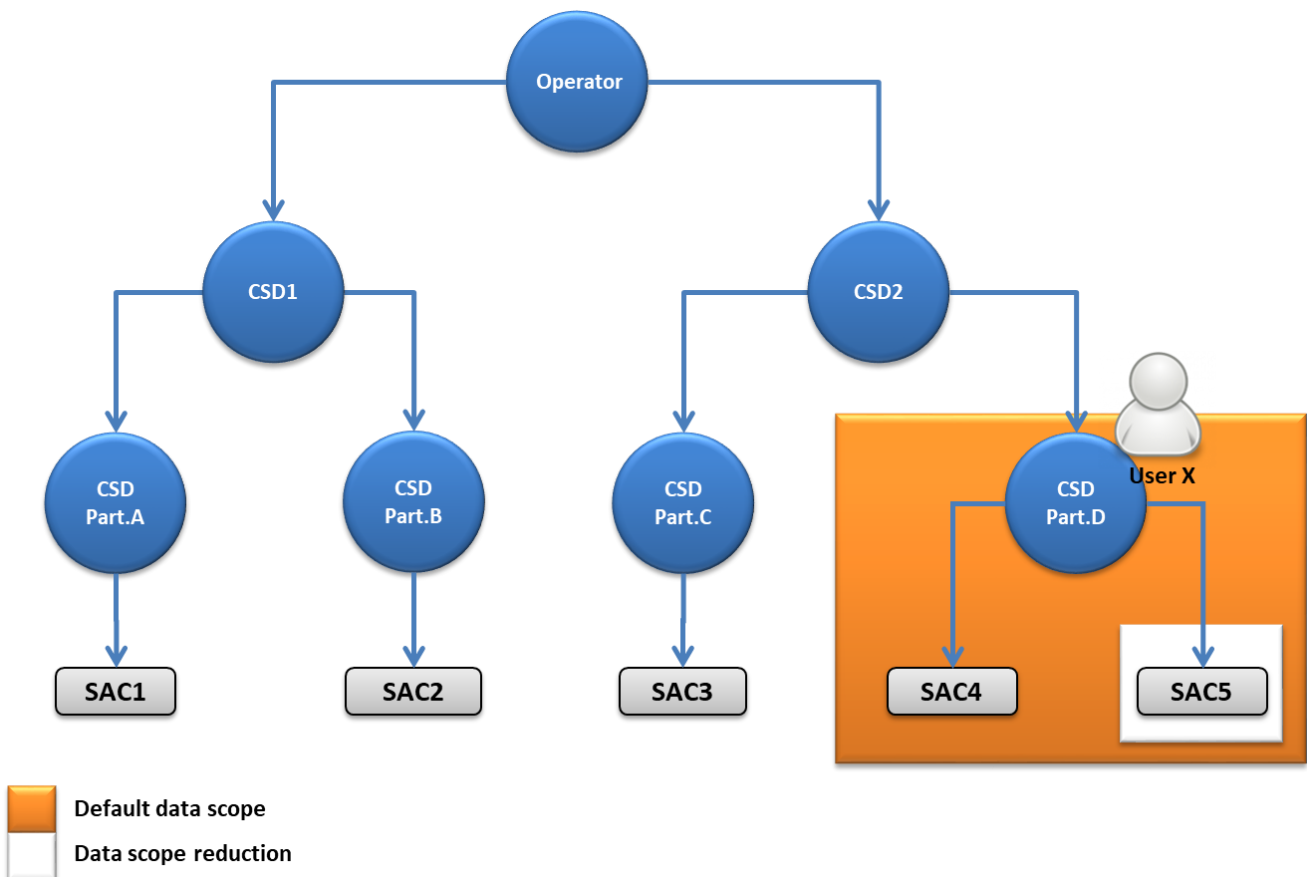 Operator
CSD1
CSD2
CSD
Part.A
CSD
Part.B
CSD
Part.C
CSD
Part.D
User X
SAC1
SAC2
SAC3
SAC4
SAC5
Default data scope
Data scope reduction